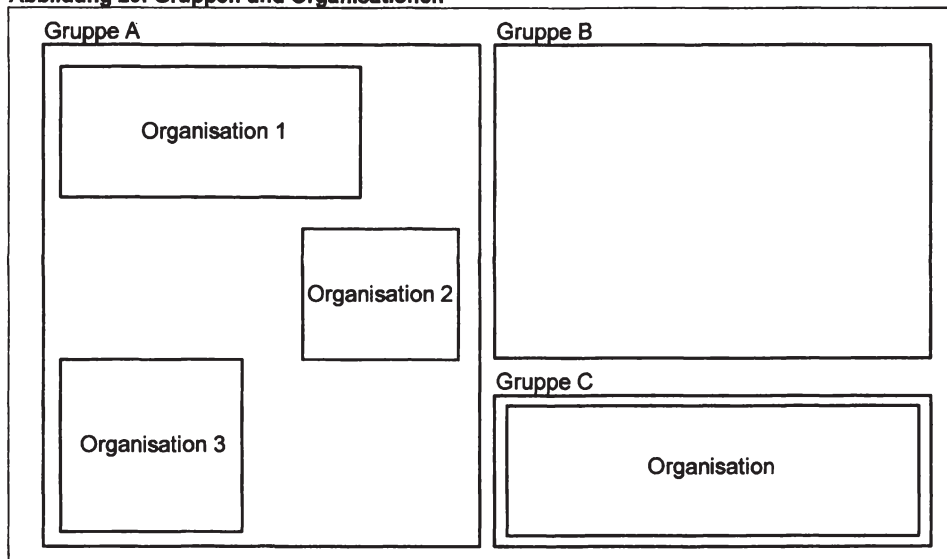 Gruppe A
Organisation 1
Organisation 2
Organisation 3
Gruppe B
Gruppe C
Organisation